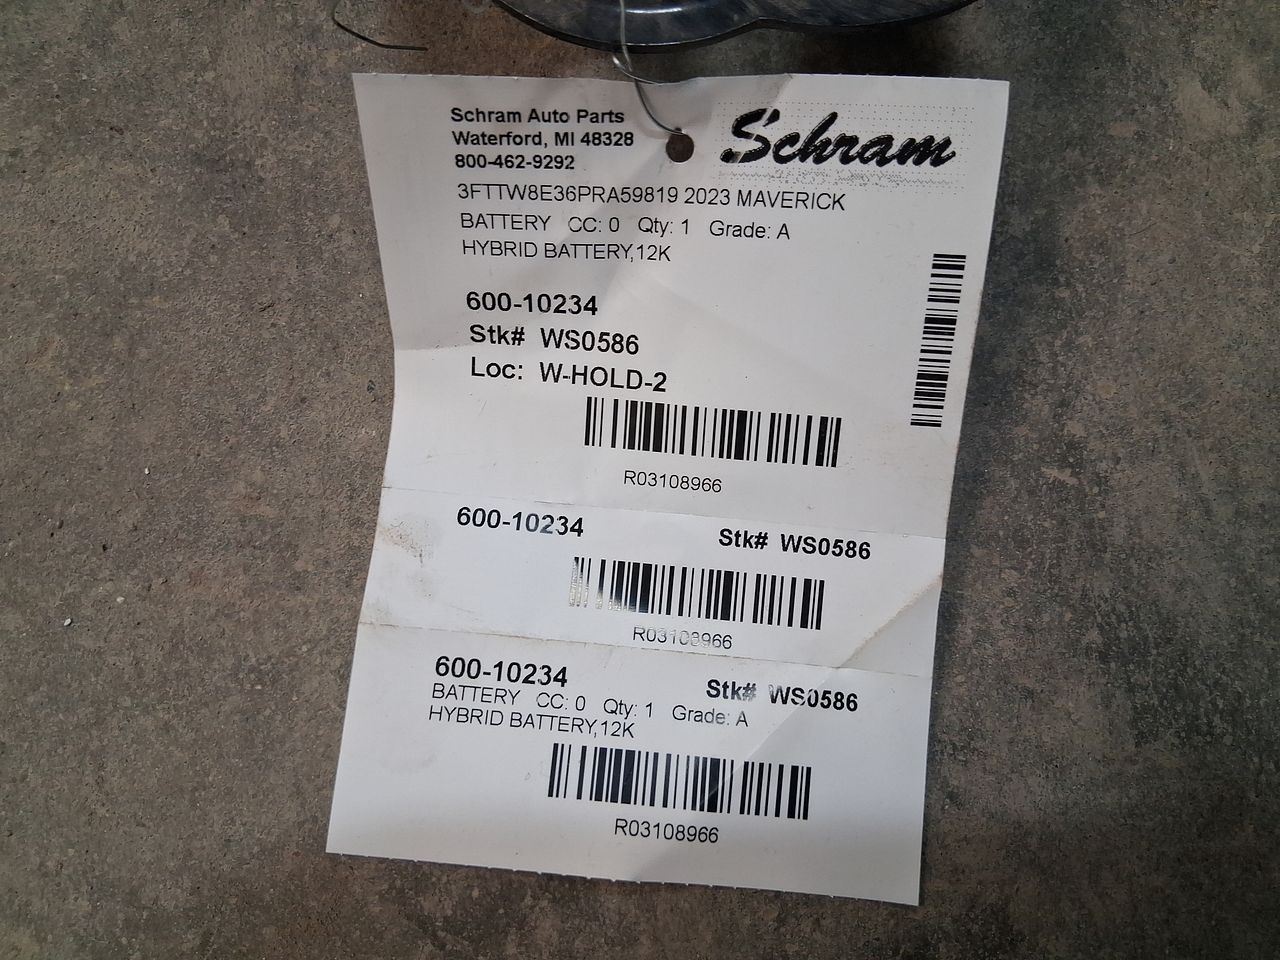 Schram Auto Parts
Waterford, MI 48328
800-462-9292
Schram
3FTTW8E36PRA59819 2023 MAVERICK
BATTERY CC: 0 Qty: 1 Grade: A
HYBRID BATTERY,12K
600-10234
Stk# WS0586
Loc: W-HOLD-2
R03108966
600-10234 Stk# WS0586
R03108966
600-10234 Stk# WS0586
BATTERY CC: 0 Qty: 1 Grade: A
HYBRID BATTERY,12K
R03108966